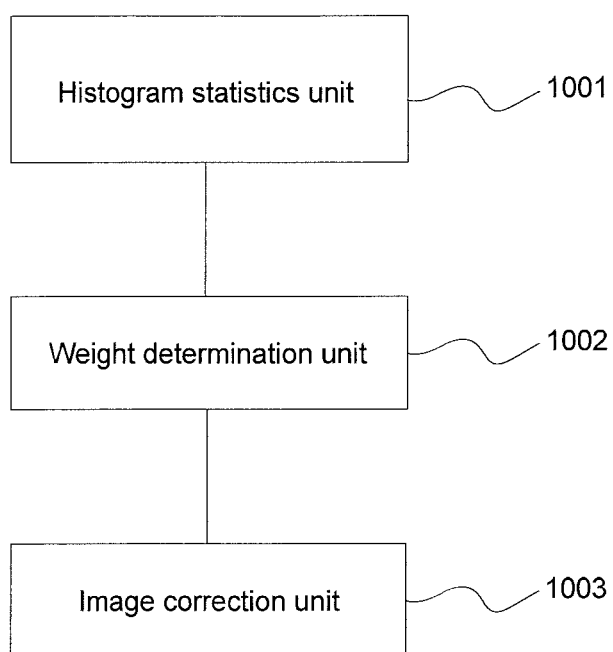 Histogram statistics unit
1001
Weight determination unit
1002
Image correction unit
1003